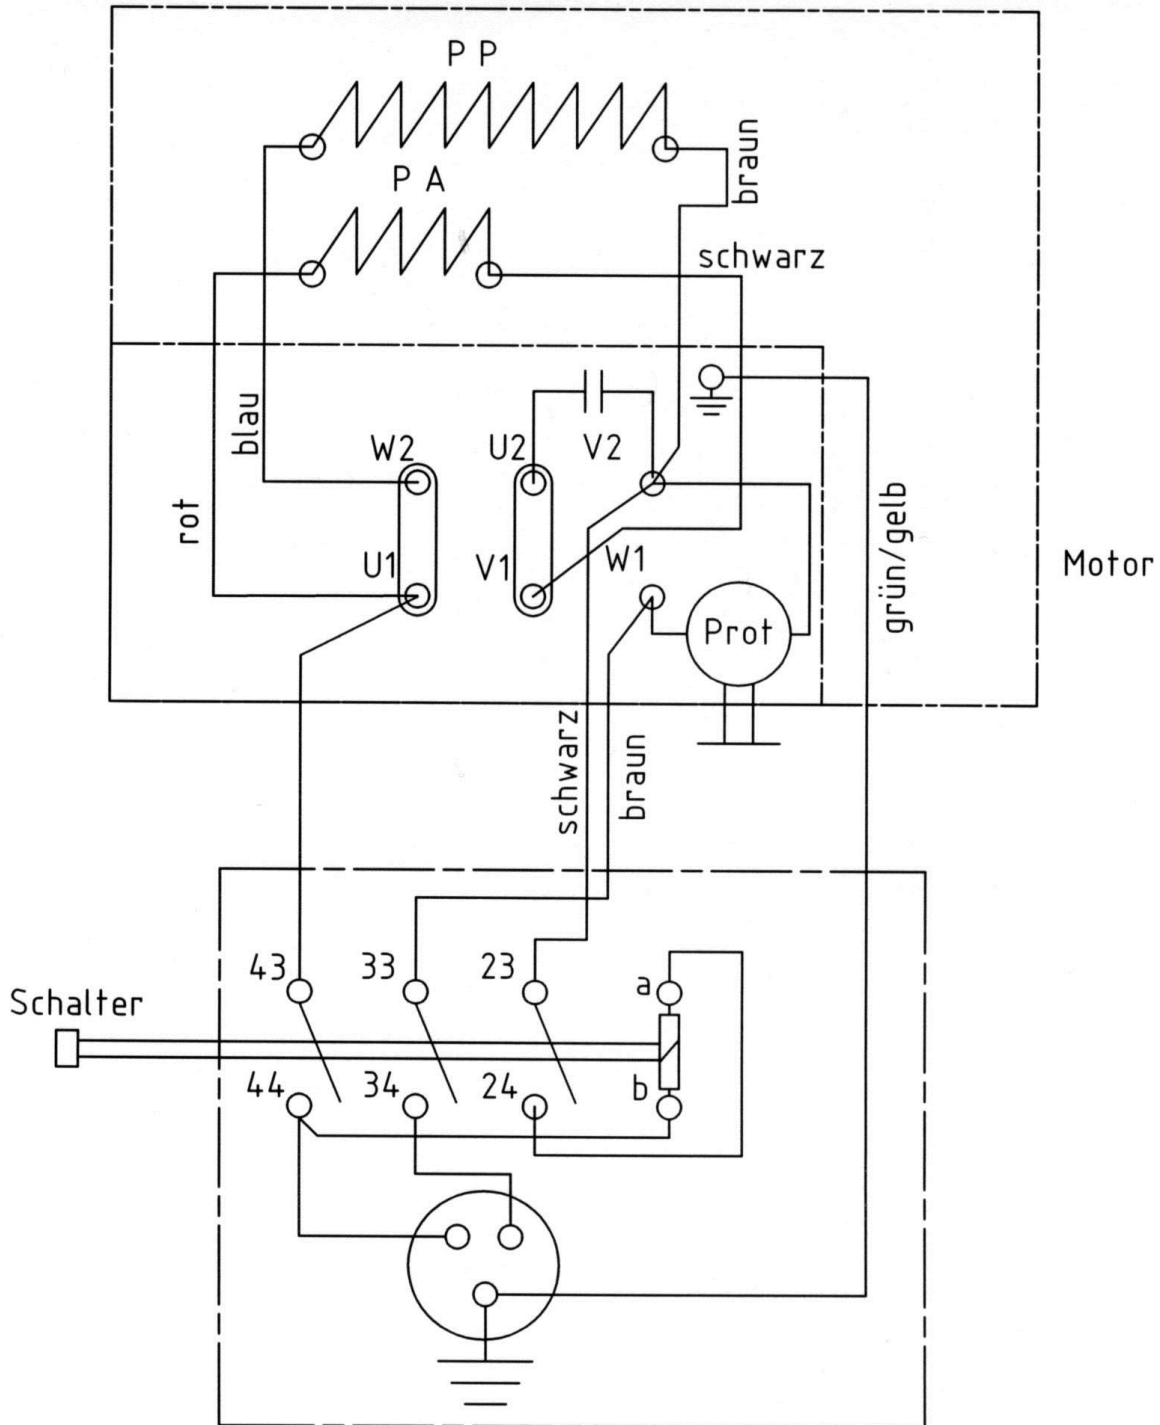 P P
braun
P A
schwarz
blau
W2
U2
V2
rot
U1
V1
W1
Prot
grün/gelb
Motor
schwarz
braun
43
33
23
a
Schalter
44
34
24
b